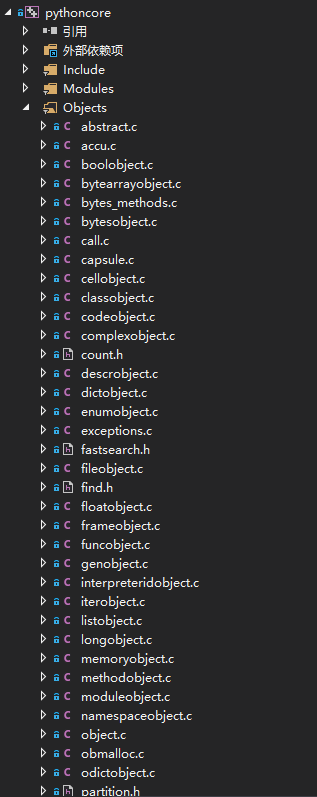 pythoncore
引用
外部依赖项
Include
Modules
Objects
abstract.c
accu.c
boolobject.c
bytearrayobject.c
bytes_methods.c
bytesobject.c
call.c
capsule.c
cellobject.c
classobject.c
codeobject.c
complexobject.c
count.h
descrobject.c
dictobject.c
enumobject.c
exceptions.c
fastsearch.h
fileobject.c
find.h
floatobject.c
frameobject.c
funcobject.c
genobject.c
interpreteridobject.c
iterobject.c
listobject.c
longobject.c
memoryobject.c
methodobject.c
moduleobject.c
namespaceobject.c
object.c
obmalloc.c
odictobject.c
partition.h